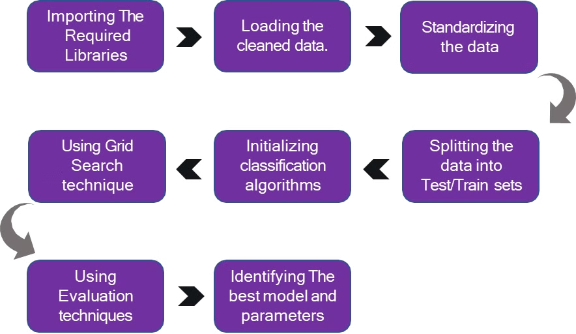 Importing The
Required
Libraries
Loading the
cleaned data.
Standardizing
the data
Splitting the
data into
Test/Train sets
Initializing
classification
algorithms
Using Grid
Search
technique
Using
Evaluation
techniques
Identifying The
best model and
parameters